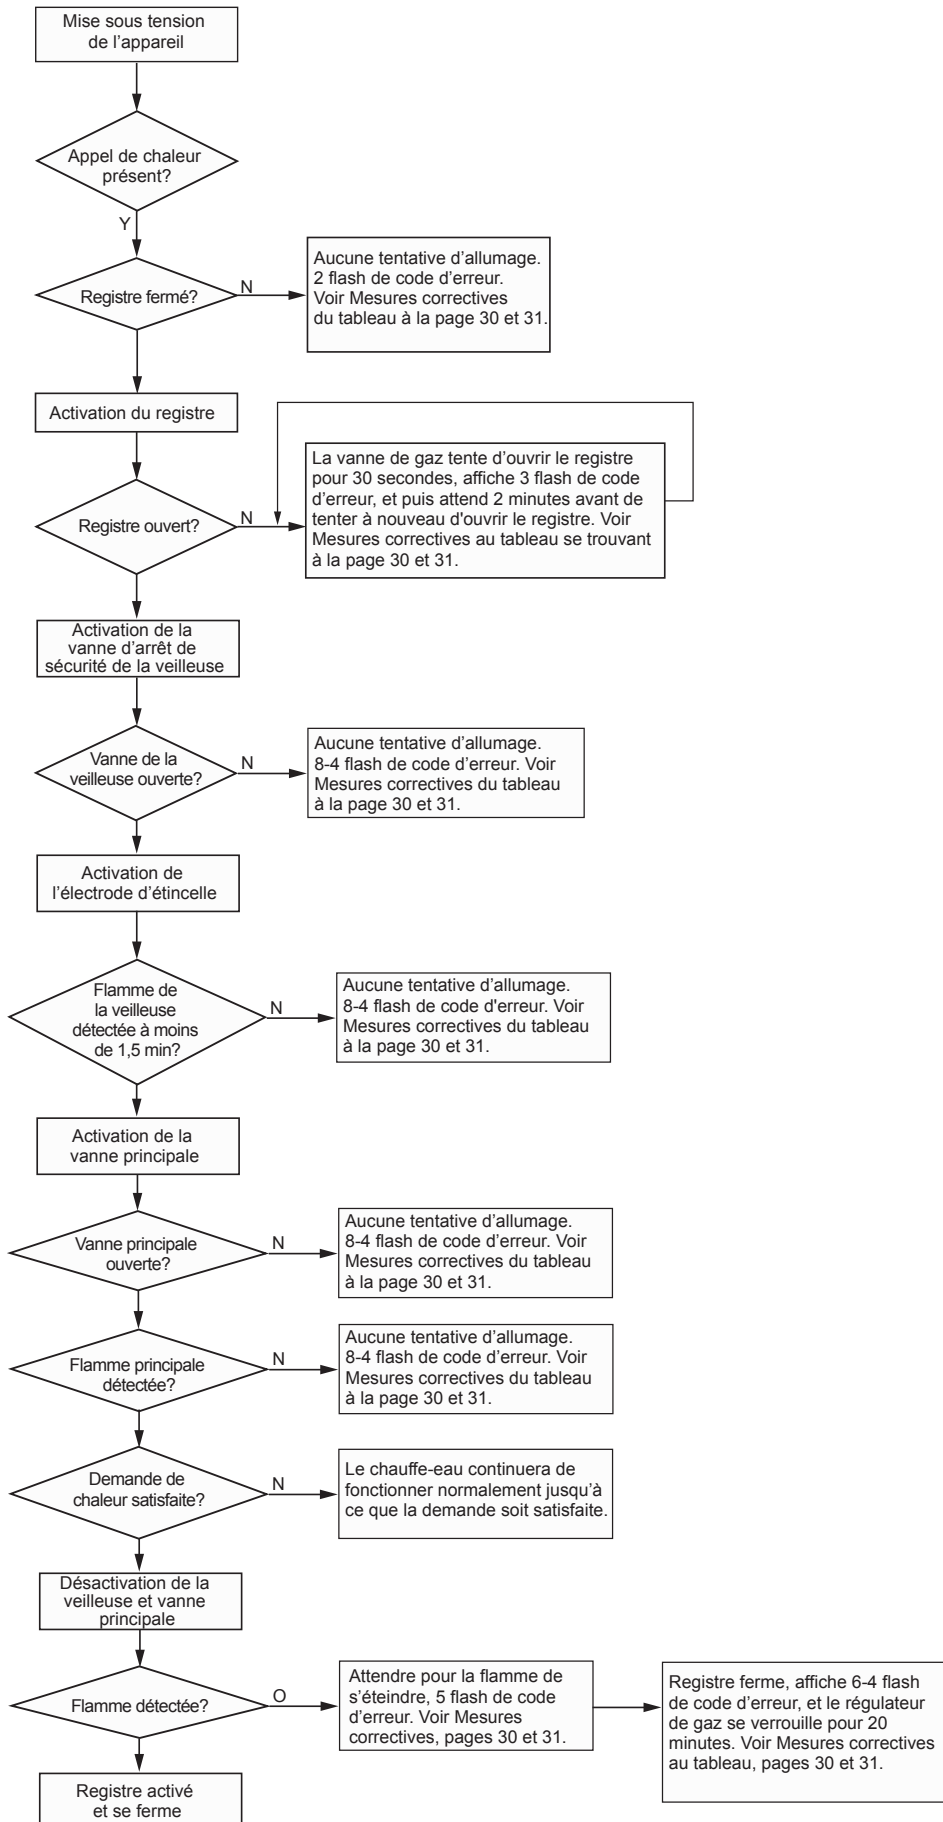 Mise sous tension
de l’appareil
Appel de chaleur
présent?
Y
Registre fermé?
N
Aucune tentative d’allumage.
2 flash de code d’erreur.
Voir Mesures correctives
du tableau à la page 30 et 31.
Activation du registre
Registre ouvert?
N
La vanne de gaz tente d’ouvrir le registre
pour 30 secondes, affiche 3 flash de code
d’erreur, et puis attend 2 minutes avant de
tenter à nouveau d'ouvrir le registre. Voir
Mesures correctives au tableau se trouvant
à la page 30 et 31.
Activation de la
vanne d’arrêt de
sécurité de la veilleuse
Vanne de la
veilleuse ouverte?
N
Aucune tentative d’allumage.
8-4 flash de code d’erreur. Voir
Mesures correctives du tableau
à la page 30 et 31.
Activation de
l’électrode d’étincelle
Flamme de
la veilleuse
détectée à moins
de 1,5 min?
N
Aucune tentative d’allumage.
8-4 flash de code d'erreur. Voir
Mesures correctives du tableau
à la page 30 et 31.
Activation de la
vanne principale
Vanne principale
ouverte?
N
Aucune tentative d’allumage.
8-4 flash de code d’erreur. Voir
Mesures correctives du tableau
à la page 30 et 31.
Flamme principale
détectée?
N
Aucune tentative d’allumage.
8-4 flash de code d’erreur. Voir
Mesures correctives du tableau
à la page 30 et 31.
Demande de
chaleur satisfaite?
N
Le chauffe-eau continuera de
fonctionner normalement jusqu’à
ce que la demande soit satisfaite.
Désactivation de la
veilleuse et vanne
principale
Flamme détectée?
O
Attendre pour la flamme de
s’éteindre, 5 flash de code
d’erreur. Voir Mesures
correctives, pages 30 et 31.
Registre ferme, affiche 6-4 flash
de code d’erreur, et le régulateur
de gaz se verrouille pour 20
minutes. Voir Mesures correctives
au tableau, pages 30 et 31.
Registre activé
et se ferme